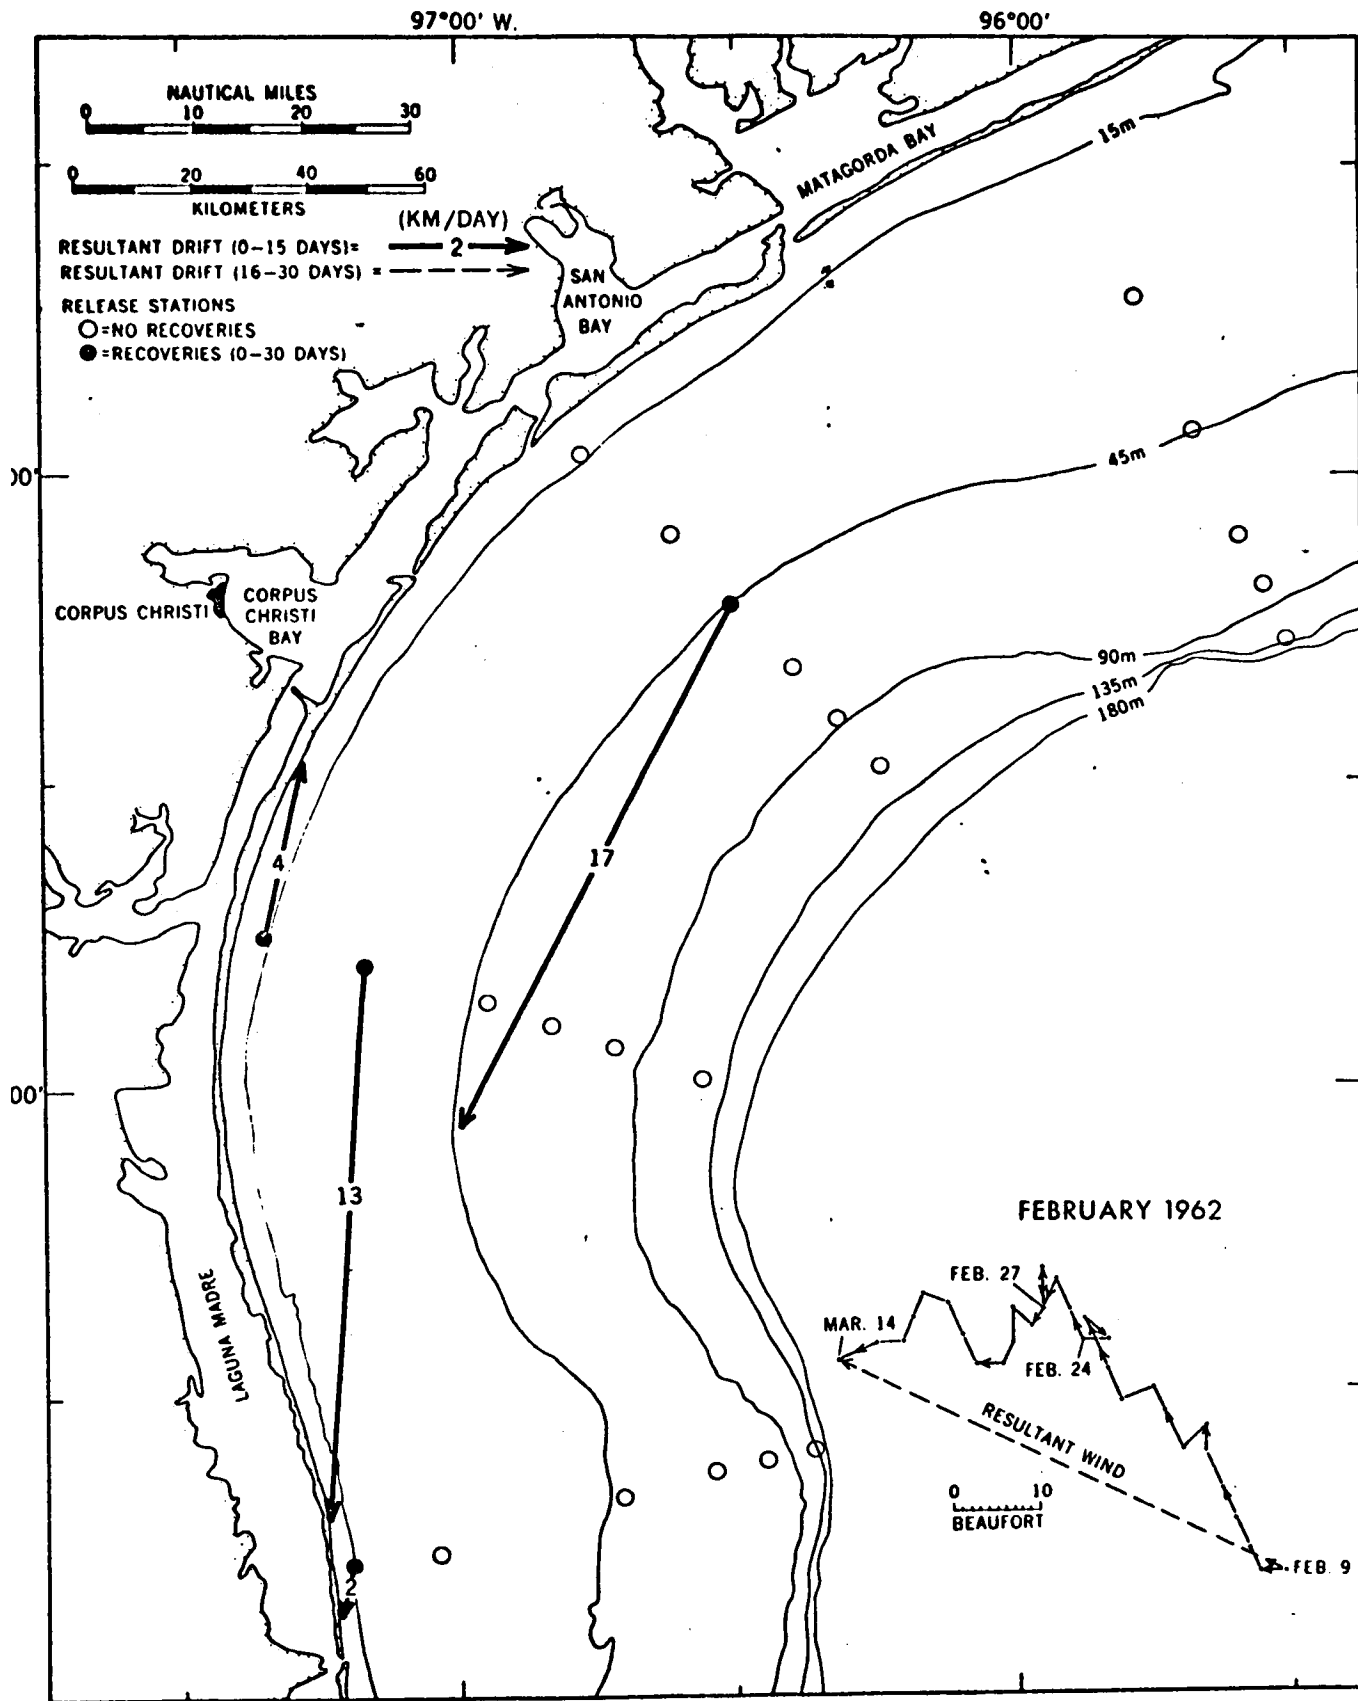 97°00' W.
96°00'
NAUTICAL MILES
0 10 20 30
0 20 40 60
KILOMETERS
(KM/DAY)
RESULTANT DRIFT (0-15 DAYS)= 2
RESULTANT DRIFT (16-30 DAYS) =
RELEASE STATIONS
=NO RECOVERIES
=RECOVERIES (0-30 DAYS)
MATAGORDA BAY
15m
SAN
ANTONIO
BAY
45m
00'
CORPUS CHRISTI
CORPUS
CHRISTI
BAY
90m
135m
180m
4
17
00'
13
FEBRUARY 1962
LAGUNA MADRE
FEB. 27
MAR. 14
FEB. 24
RESULTANT WIND
0 10
BEAUFORT
FEB. 9
2